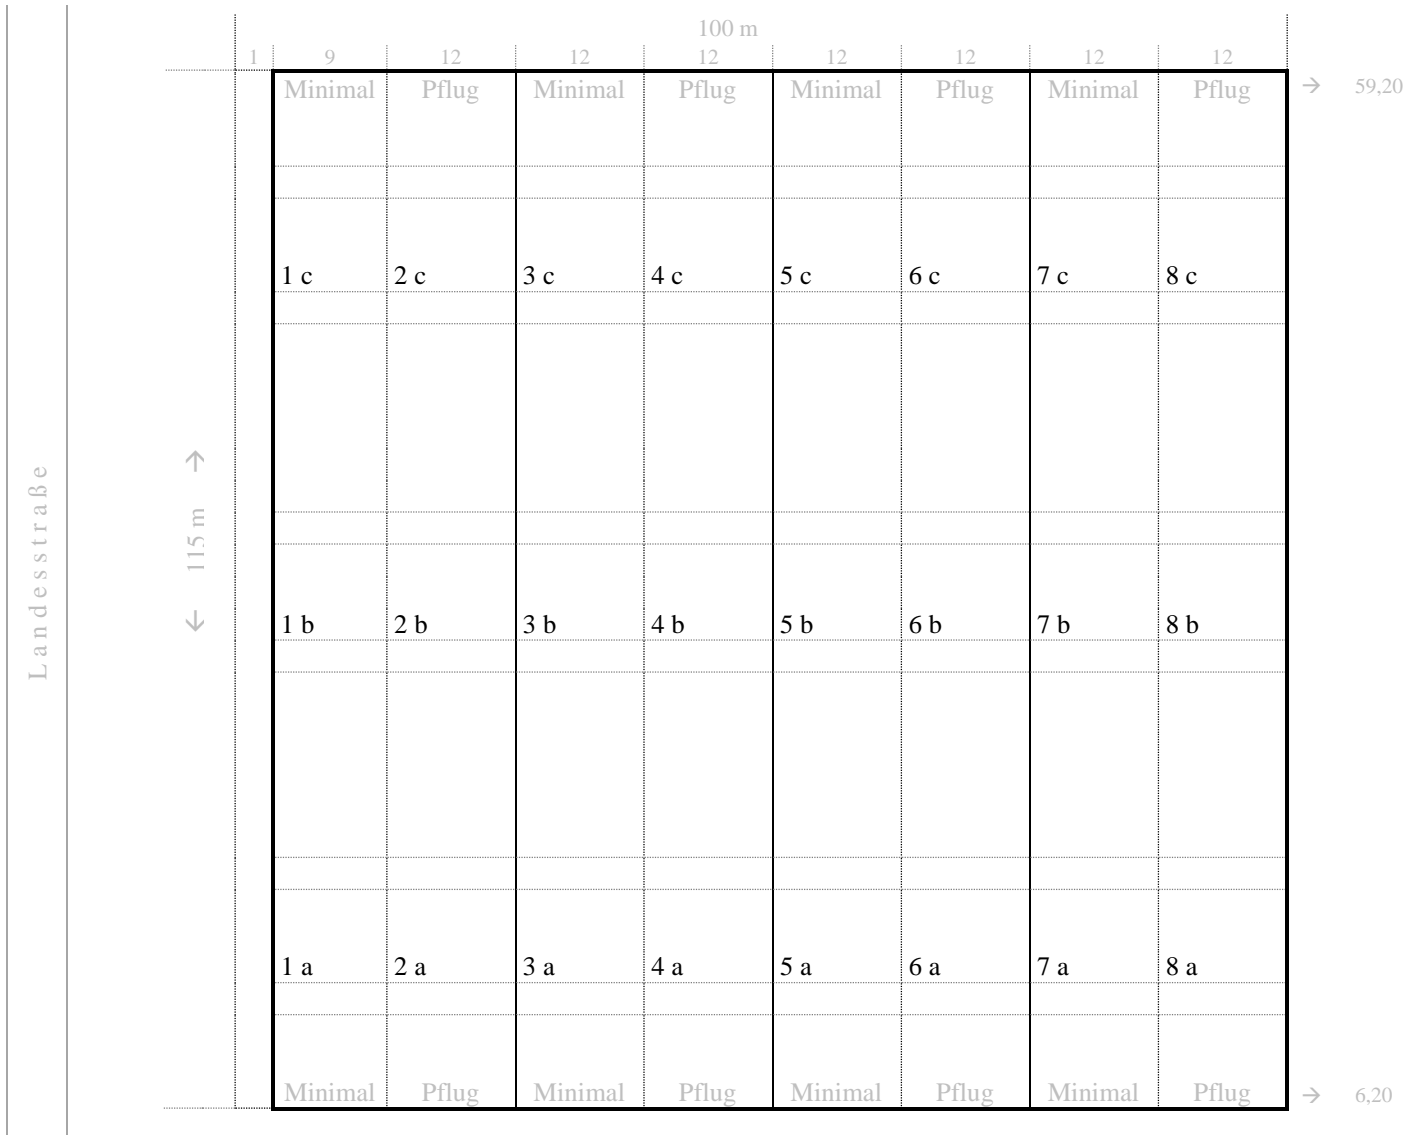 100 m
1 9 12 12 12 12 12 12 12
Minimal Pflug Minimal Pflug Minimal Pflug Minimal Pflug → 59,20
1 c 2 c 3 c 4 c 5 c 6 c 7 c 8 c
Landesstraße
← 115 m →
1 b 2 b 3 b 4 b 5 b 6 b 7 b 8 b
1 a 2 a 3 a 4 a 5 a 6 a 7 a 8 a
Minimal Pflug Minimal Pflug Minimal Pflug Minimal Pflug → 6,20